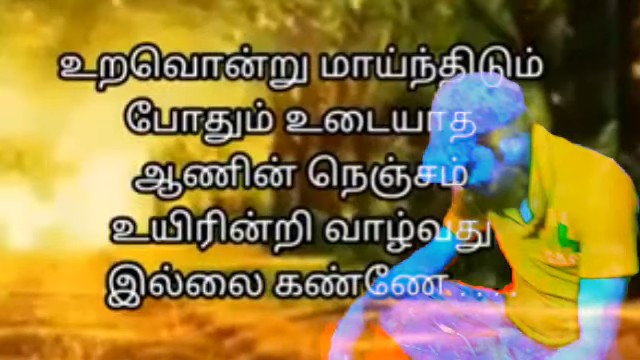 உறவொன்று மாய்ந்திடும்
போதும் உடையாத
ஆணின் நெஞ்சம்
உயிரின்றி வாழ்வது
இல்லை கண்ணே.....